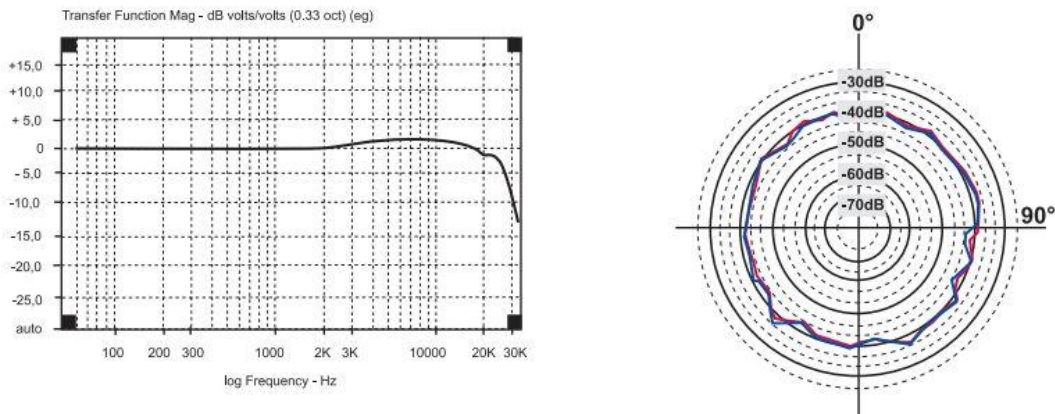 Transfer Function Mag - dB volts/volts (0.33 oct) (eg)
+15,0
+10,0
+ 5,0
0
-5,0
-10,0
-15,0
-20,0
-25,0
auto
100 200 300 1000 2K 3K 10000 20K 30K
log Frequency - Hz
0°
-30dB
-40dB
-50dB
-60dB
-70dB
90°